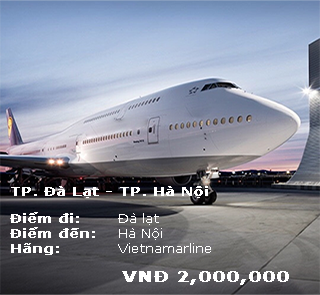 TP. Đà Lạt - TP. Hà Nội
Điểm đi: Đà lạt
Điểm đến: Hà Nội
Hãng: Vietnamarline
VNĐ 2,000,000